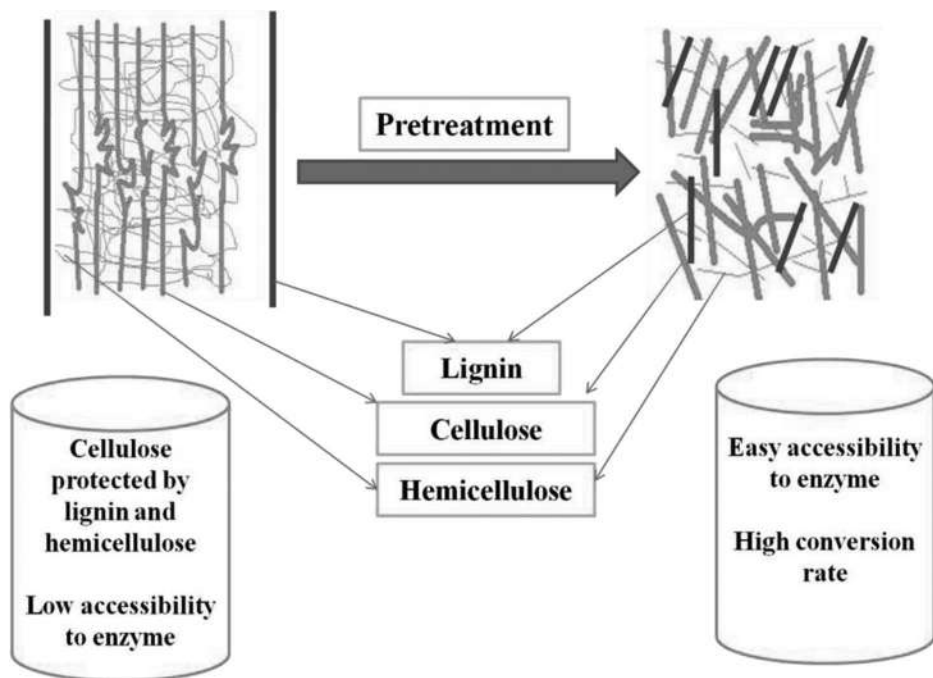 Pretreatment
Lignin
Cellulose
Hemicellulose
Cellulose
protected by
lignin and
hemicellulose
Low accessibility
to enzyme
Easy accessibility
to enzyme
High conversion
rate